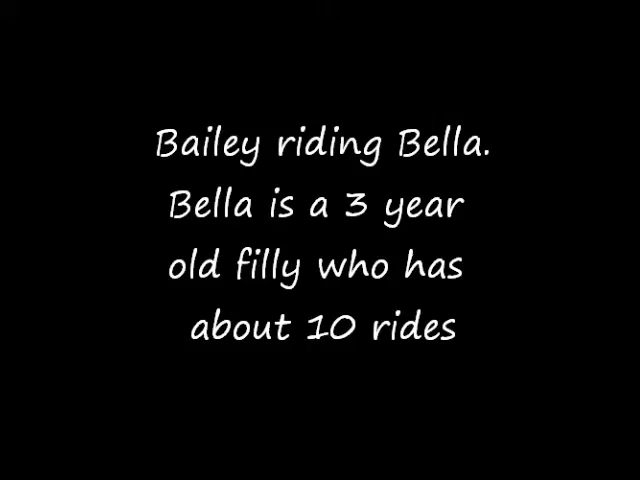 Bailey riding Bella.
Bella is a 3 year
old filly who has
about 10 rides